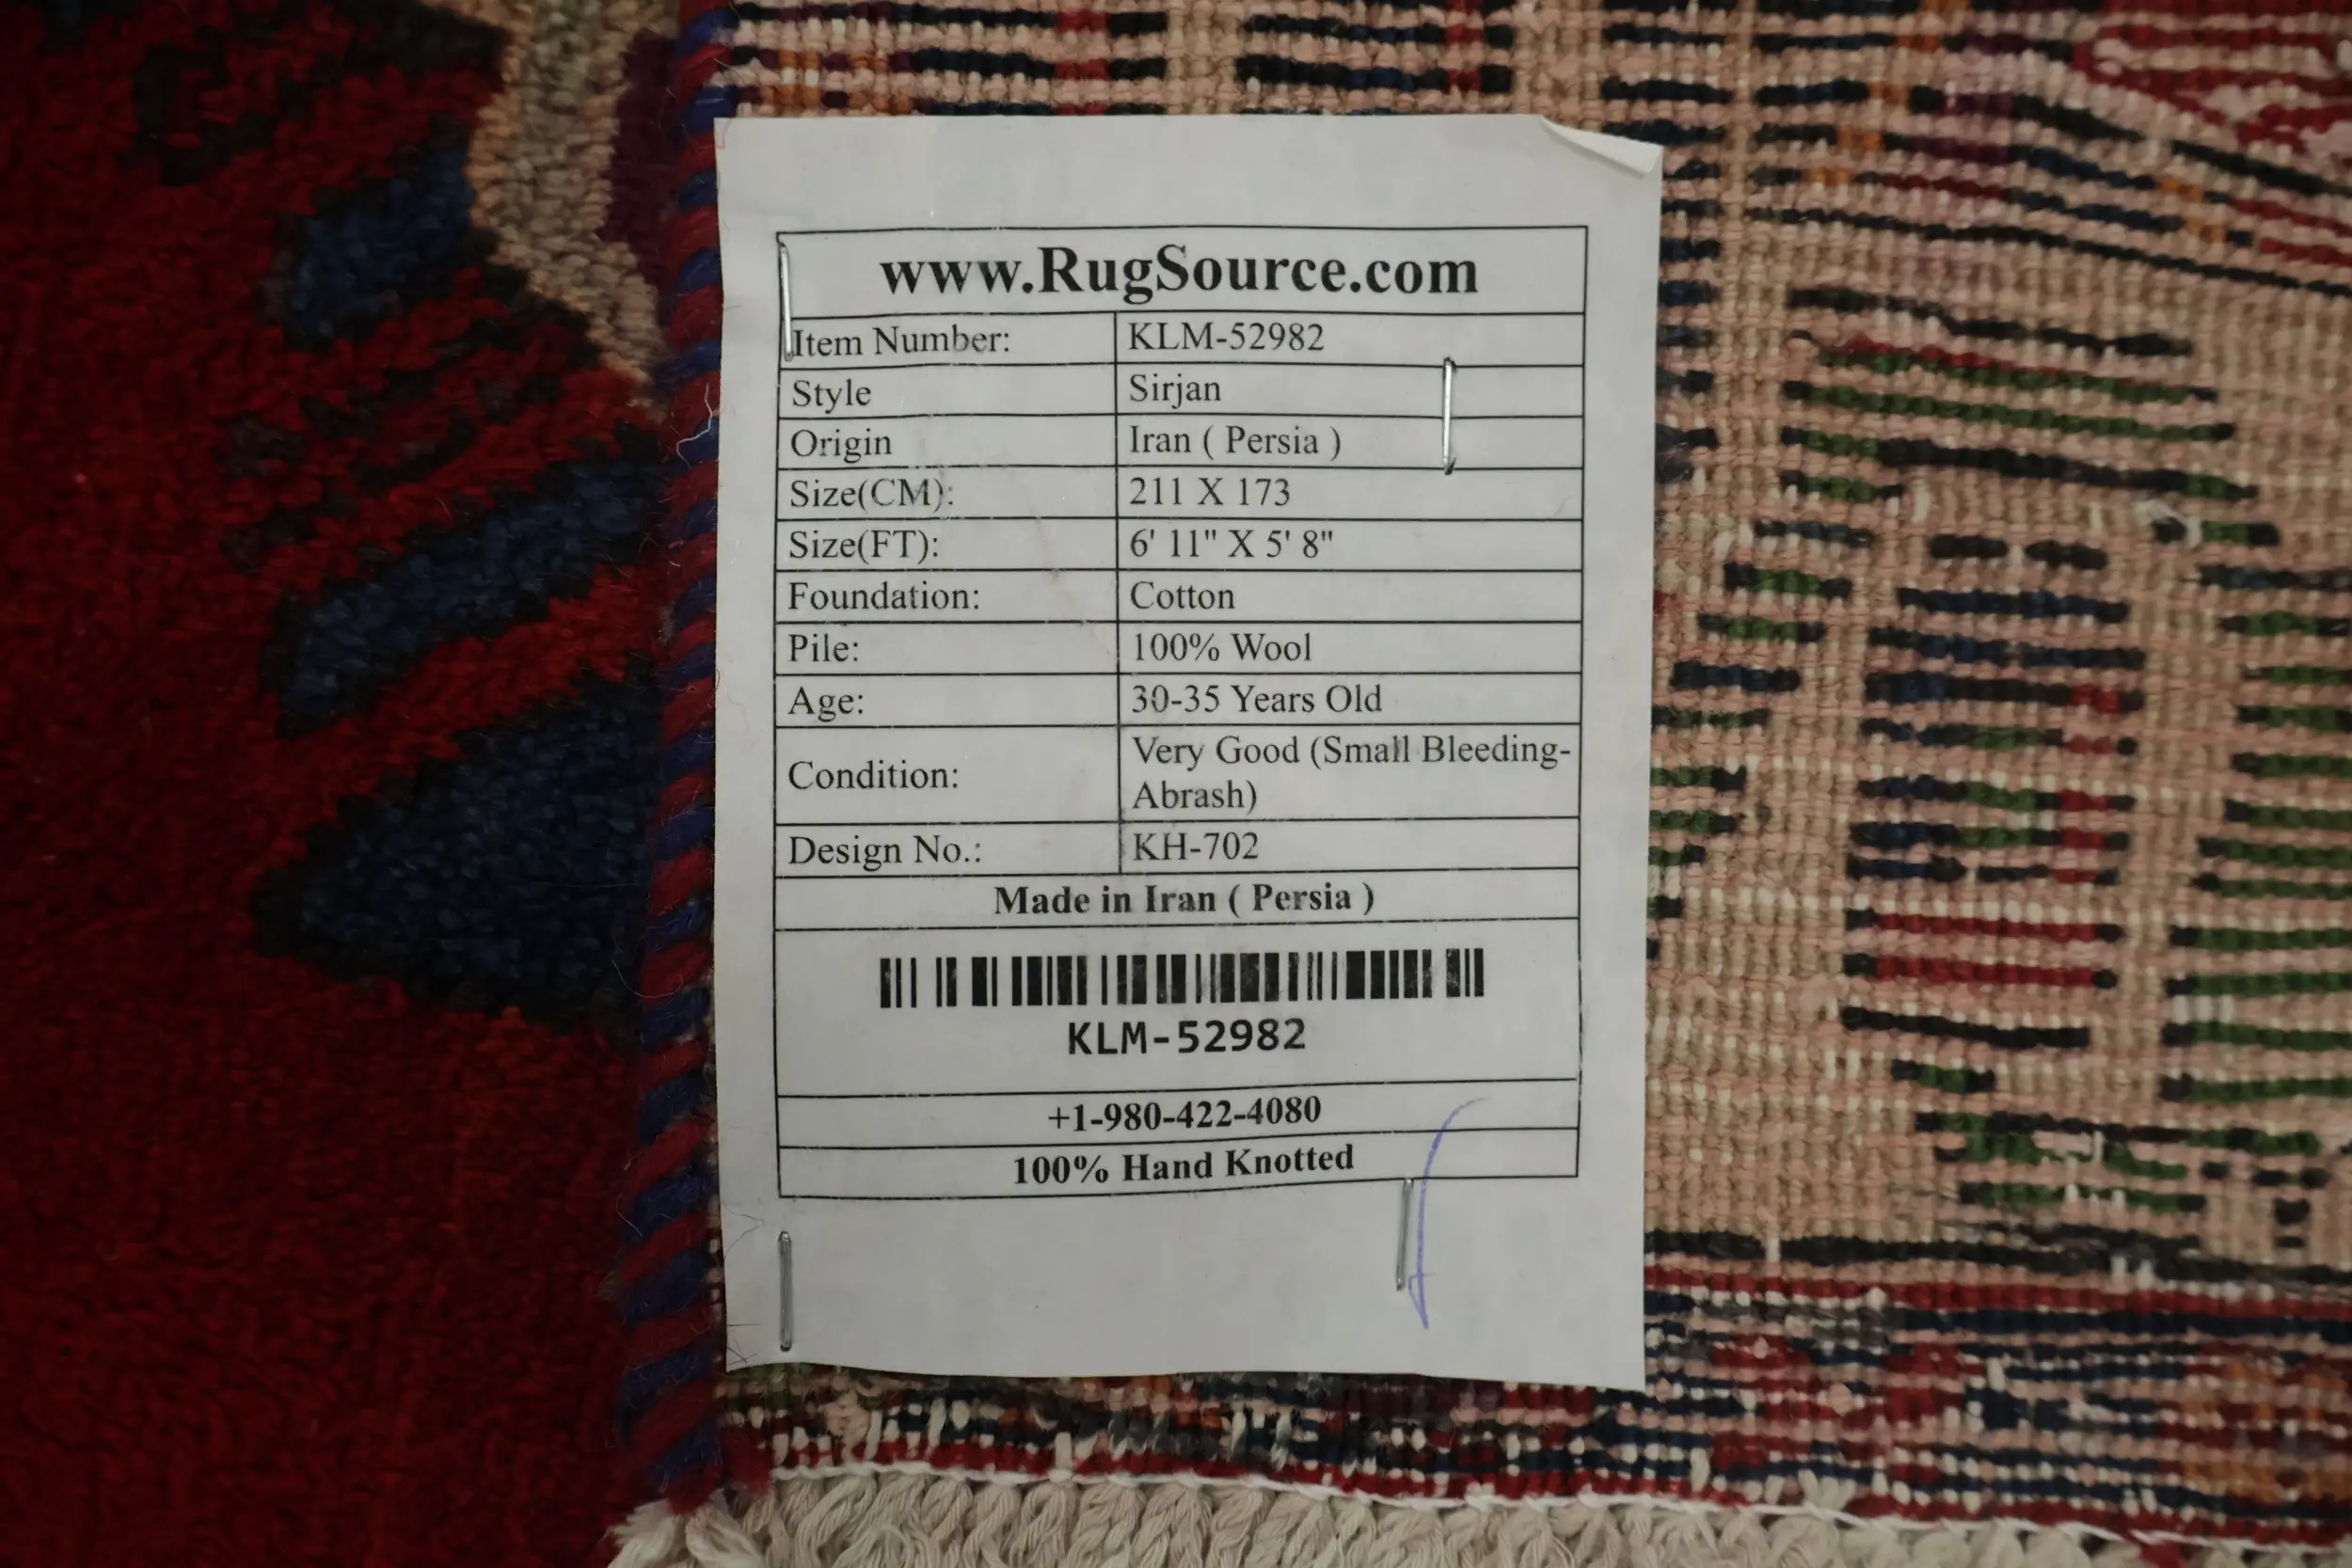 www.RugSource.com
Item Number: KLM-52982
Style Sirjan
Origin Iran ( Persia )
Size(CM): 211 X 173
Size(FT): 6' 11" X 5' 8"
Foundation: Cotton
Pile: 100% Wool
Age: 30-35 Years Old
Condition: Very Good (Small Bleeding-
Abrash)
Design No.: KH-702
Made in Iran ( Persia )
KLM-52982
+1-980-422-4080
100% Hand Knotted